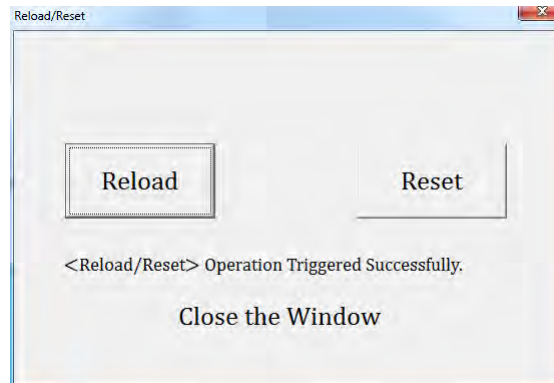 Reload/Reset
Reload Reset
<Reload/Reset> Operation Triggered Successfully.
Close the Window